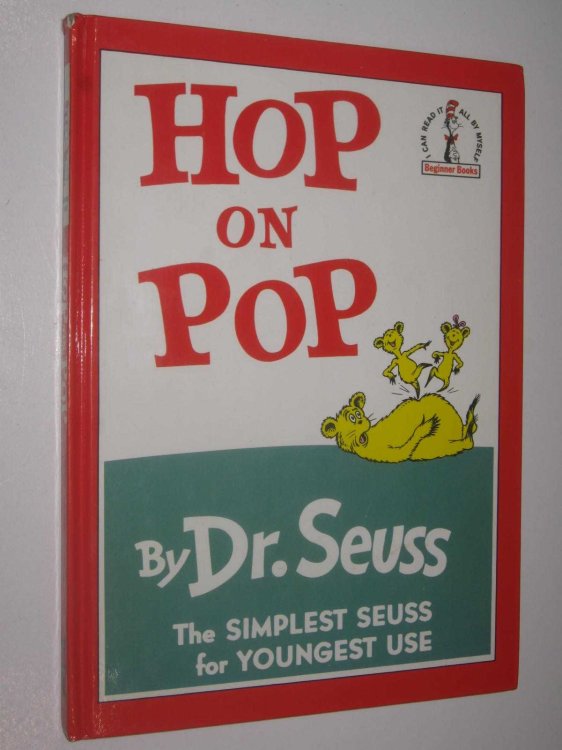 HOP
ON
POP
I CAN READ IT ALL BY MYSELF
Beginner Books
By Dr. Seuss
The SIMPLEST SEUSS
for YOUNGEST USE